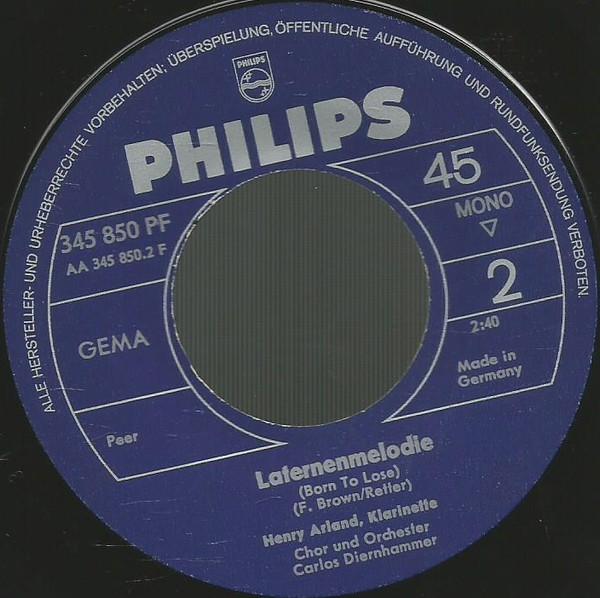 ALLE HERSTELLER- UND URHEBERRECHTE VORBEHALTEN; ÜBERSPIELUNG, ÖFFENTLICHE AUFFÜHRUNG UND RUNDFUNKSENDUNG VERBOTEN.
PHILIPS
PHILIPS
345 850 PF
AA 345 850.2 F
GEMA
Peer
45
MONO
2
2:40
Made in
Germany
Laternenmelodie
(Born To Lose)
(F. Brown/Retter)
Henry Arland, Klarinette
Chor und Orchester
Carlos Diernhammer